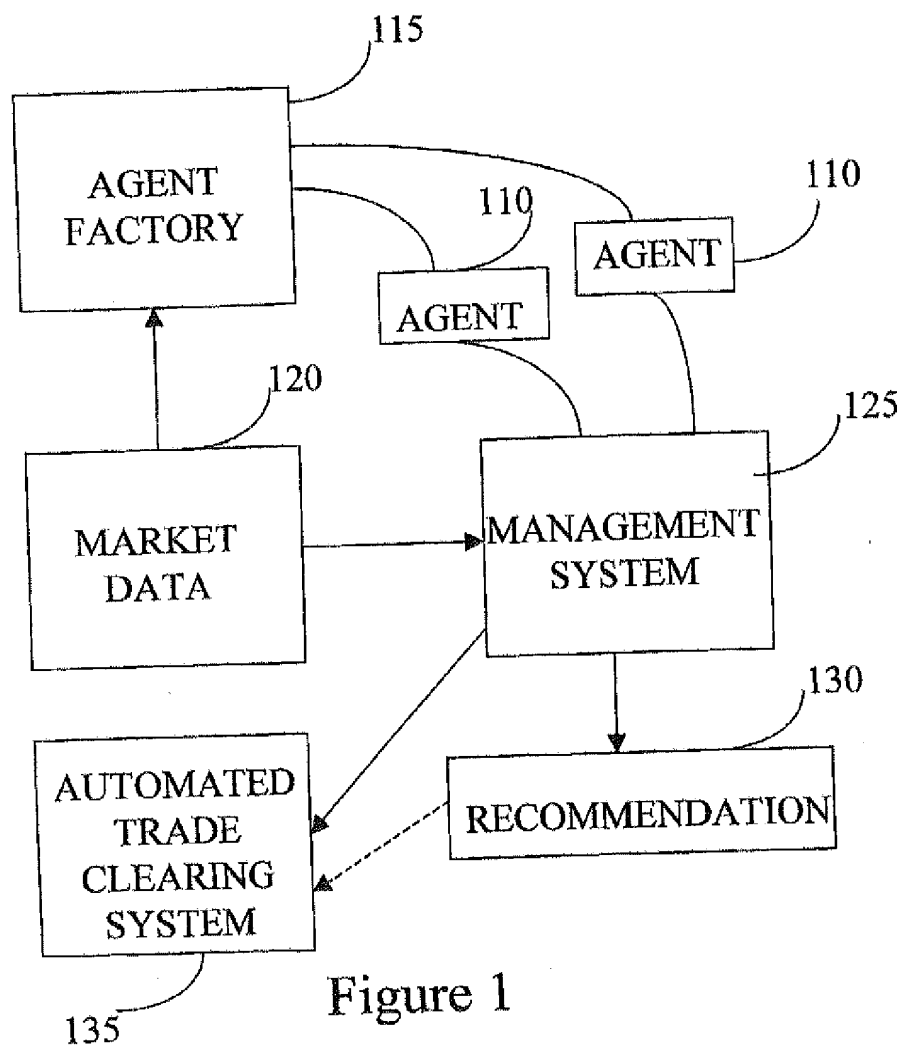 115
AGENT
FACTORY
110
110
AGENT
AGENT
120
125
MARKET
DATA
MANAGEMENT
SYSTEM
130
AUTOMATED
TRADE
CLEARING
SYSTEM
RECOMMENDATION
135
Figure 1